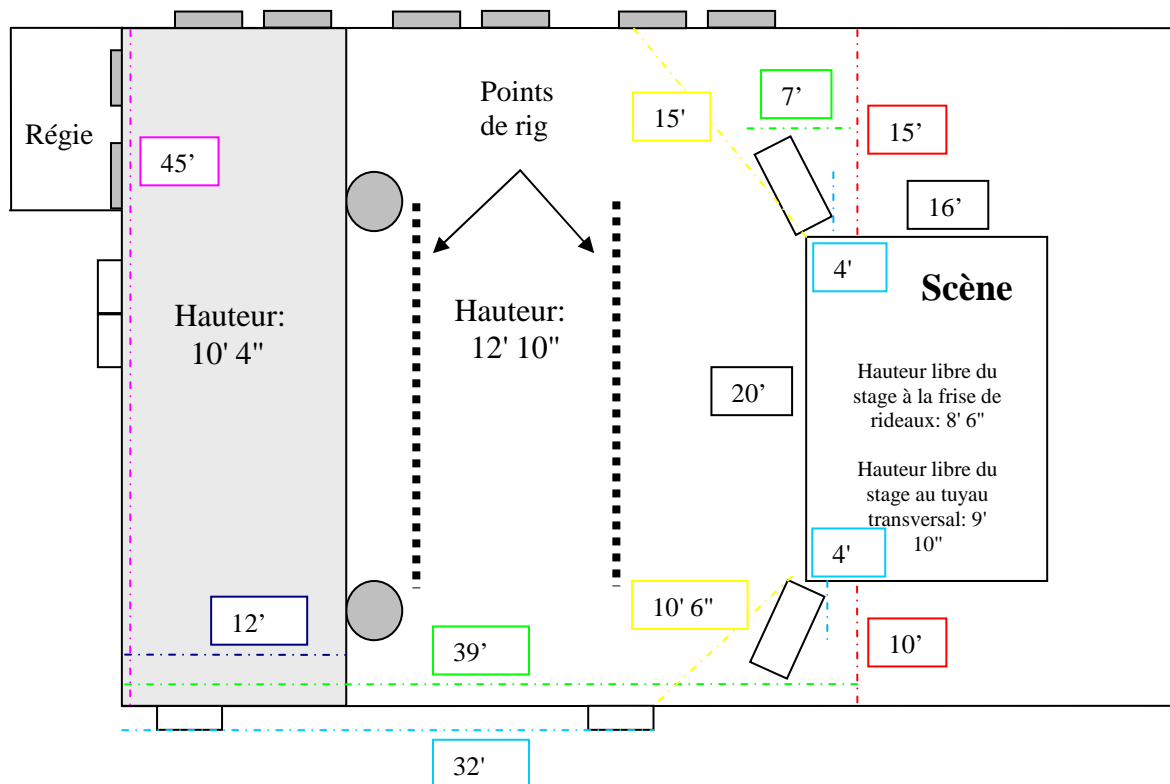 Régie
45’
Hauteur:
10' 4"
12’
Points
de rig
Hauteur:
12' 10"
39’
32'
15'
7’
15’
16’
4'
Scène
20’
Hauteur libre du
stage à la frise de
rideaux: 8' 6"
Hauteur libre du
stage au tuyau
transversal: 9'
10"
4'
10' 6"
10’